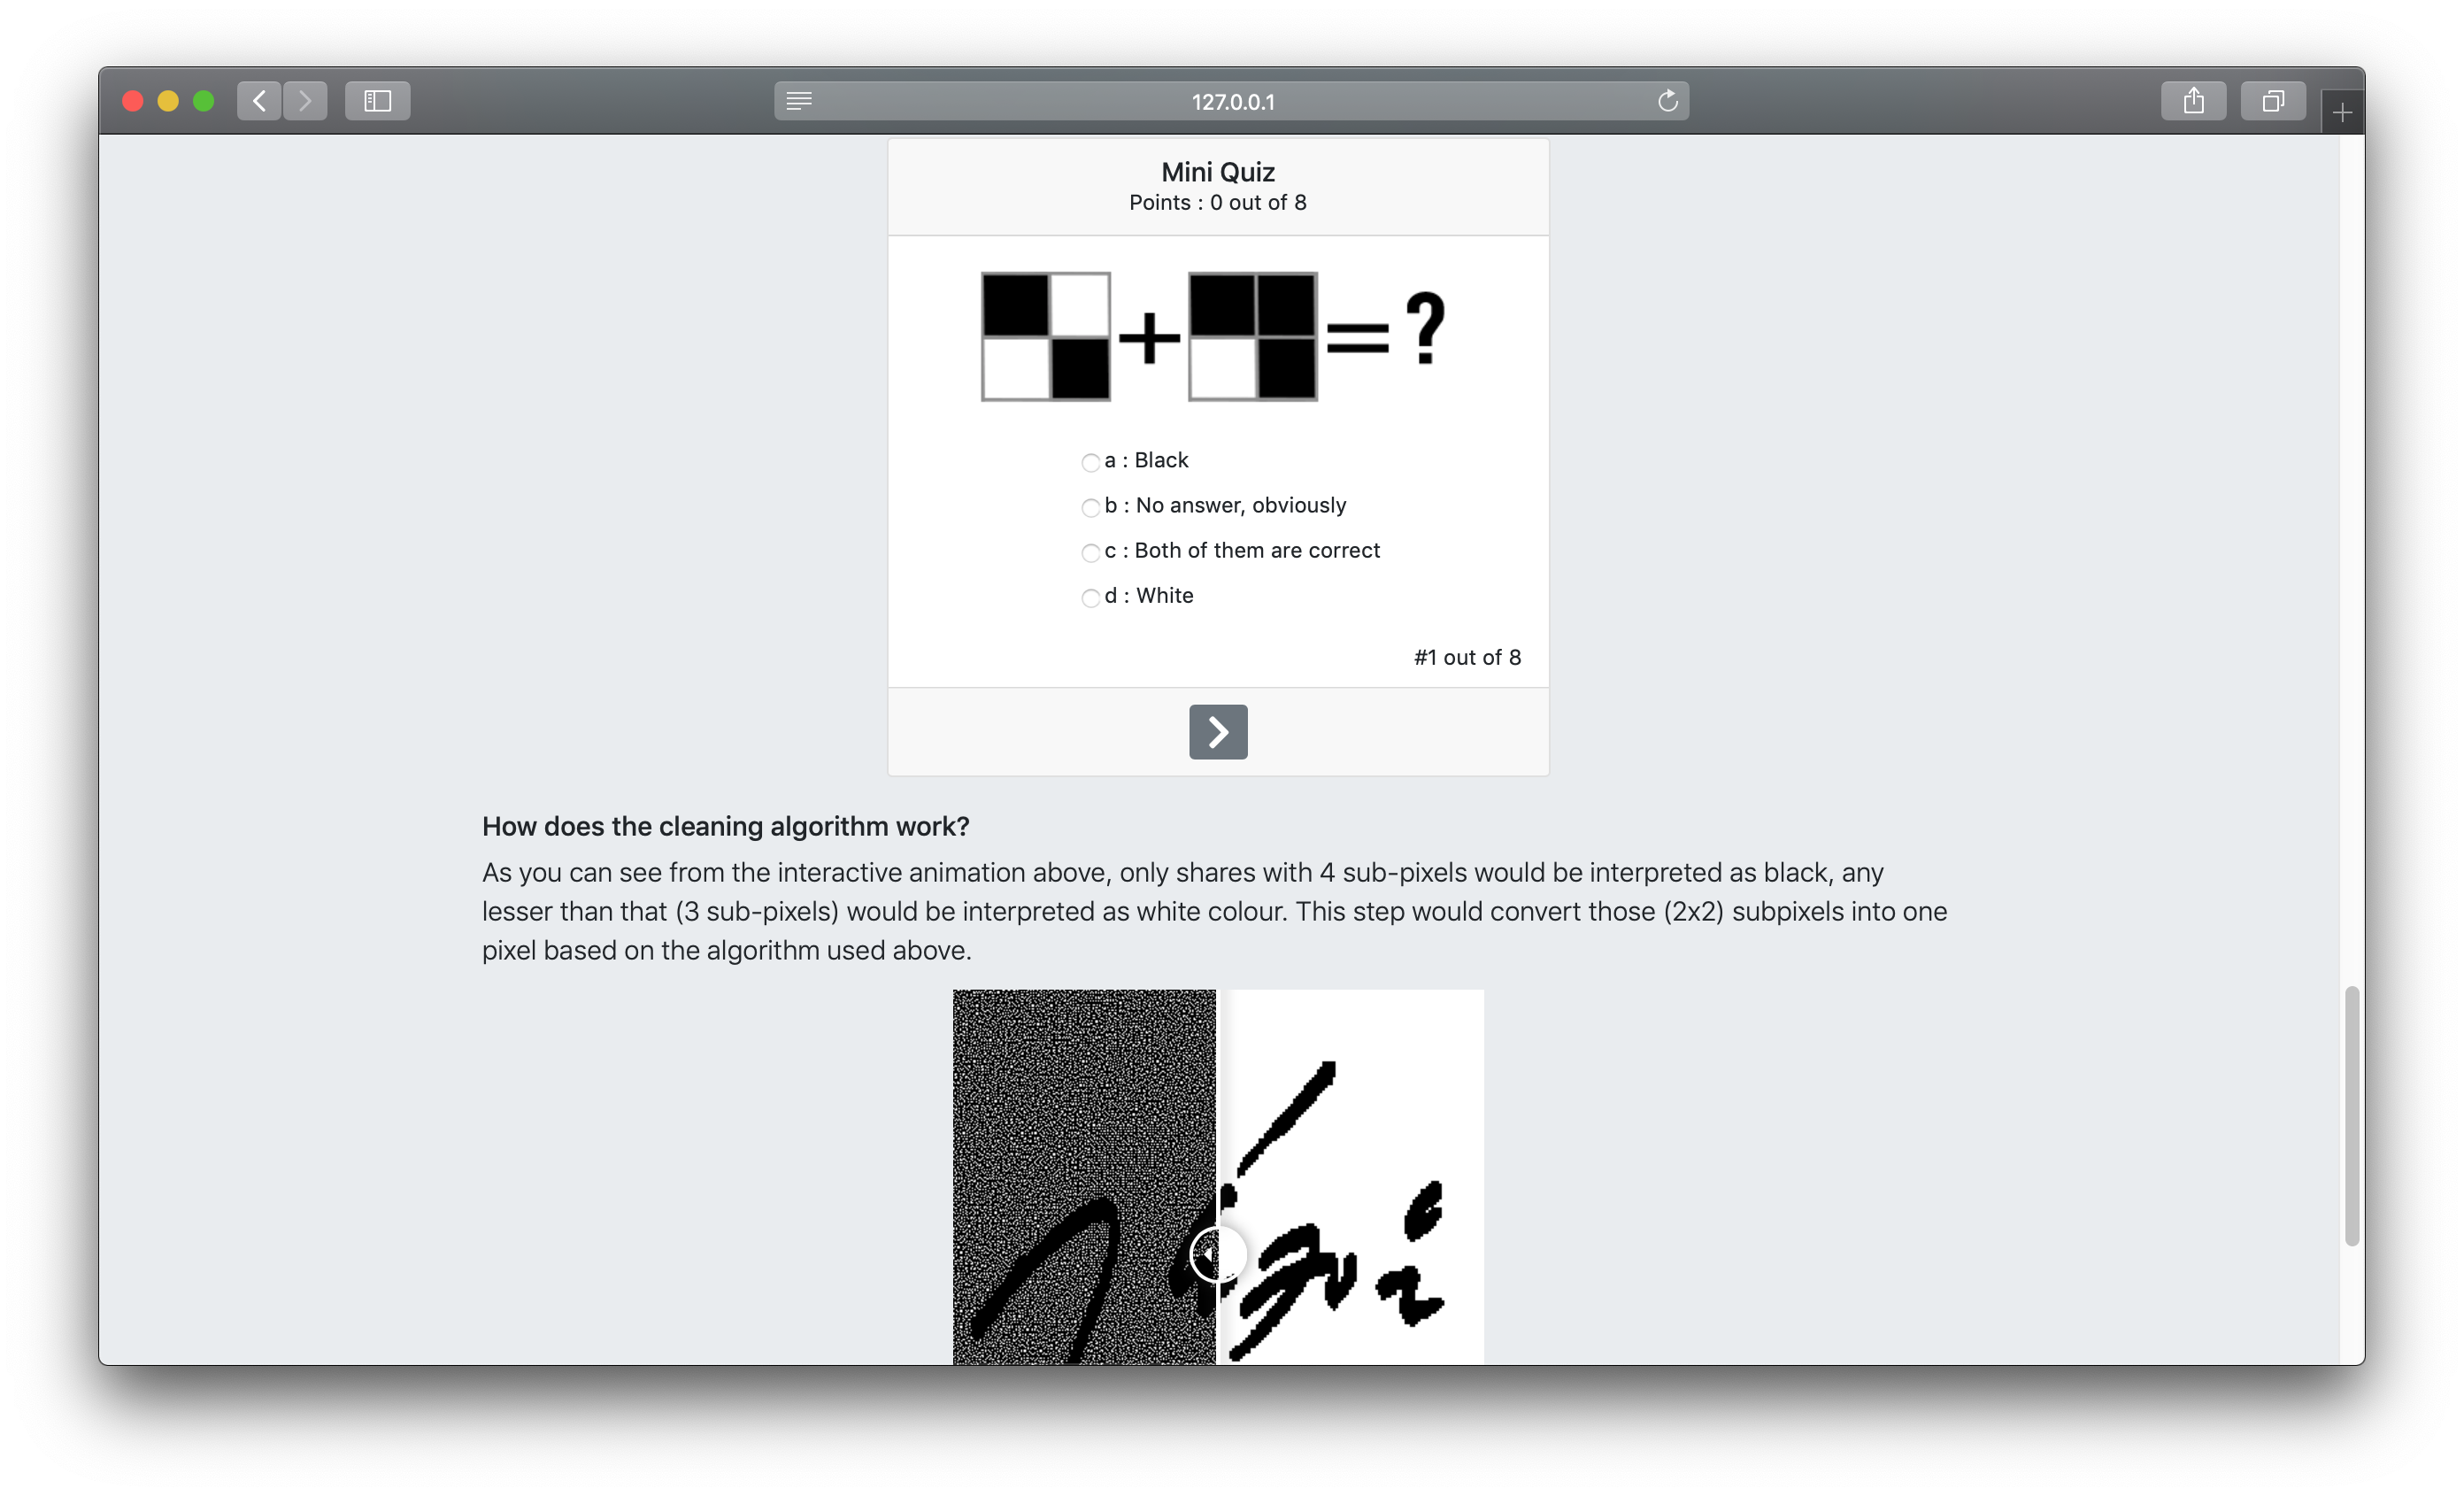 127.0.0.1
Mini Quiz
Points : 0 out of 8
+ = ?
a : Black
b : No answer, obviously
c : Both of them are correct
d : White
#1 out of 8
How does the cleaning algorithm work?
As you can see from the interactive animation above, only shares with 4 sub-pixels would be interpreted as black, any
lesser than that (3 sub-pixels) would be interpreted as white colour. This step would convert those (2x2) subpixels into one
pixel based on the algorithm used above.